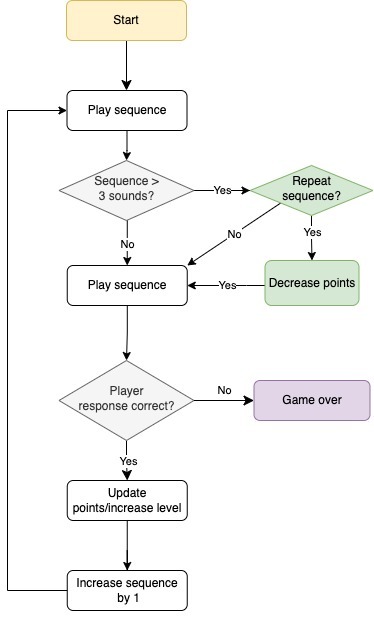 Start
Play sequence
Sequence >
3 sounds?
Yes
Repeat
sequence?
No
No
Yes
Play sequence
Yes
Decrease points
Player
response correct?
No
Game over
Yes
Update
points/increase level
Increase sequence
by 1